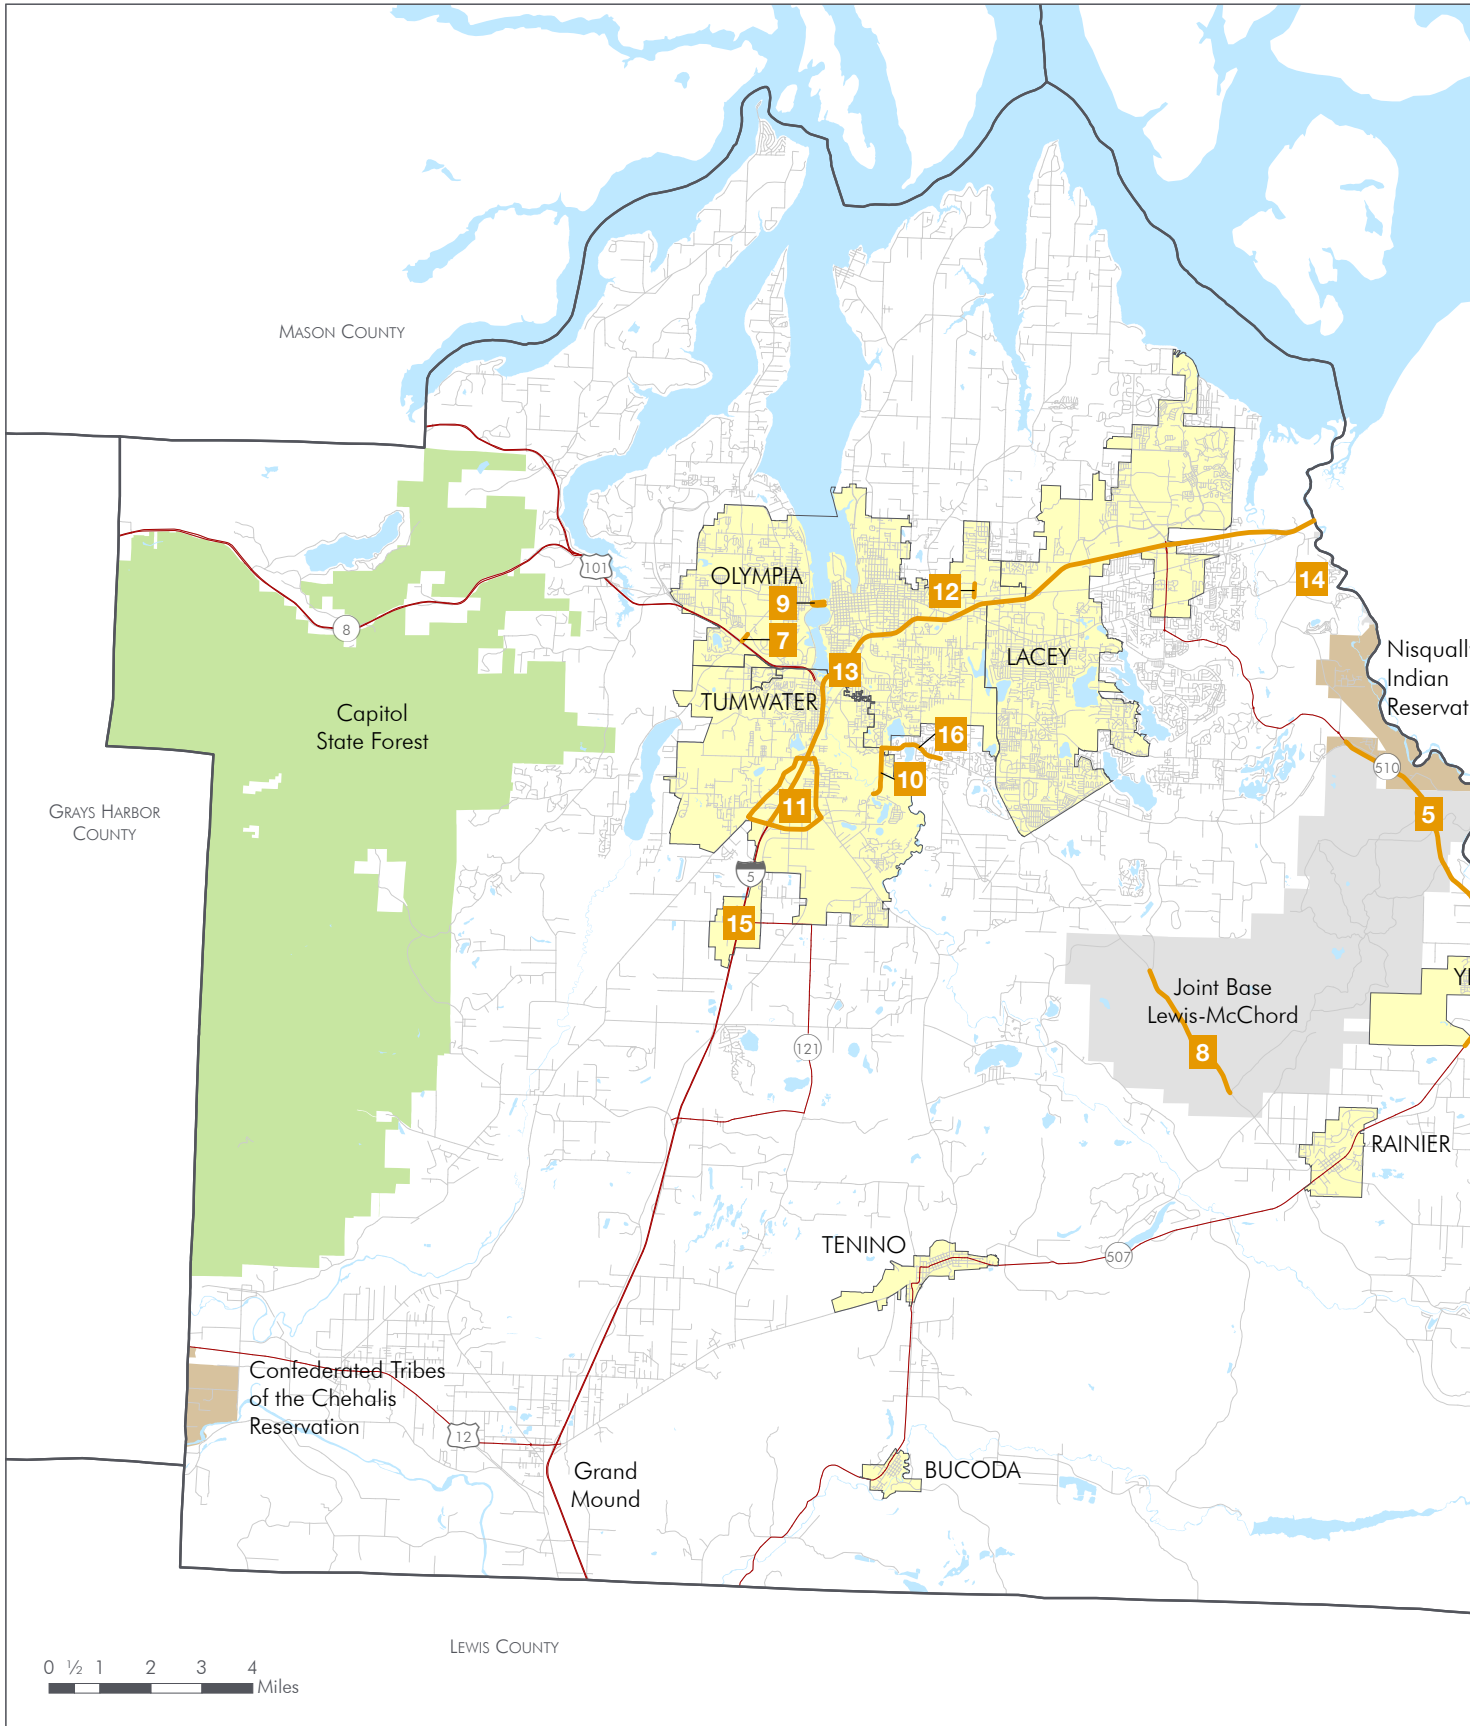 MASON COUNTY
101
8
OLYMPIA
9
7
12
14
13
LACEY
TUMWATER
Nisquall
Indian
Reservat
Capitol
State Forest
16
10
510
11
5
GRAYS HARBOR
COUNTY
5
15
YE
Joint Base
Lewis-McChord
8
121
RAINIER
TENINO
507
Confederated Tribes
of the Chehalis
Reservation
12
Grand
Mound
BUCODA
LEWIS COUNTY
0 ½ 1 2 3 4
Miles